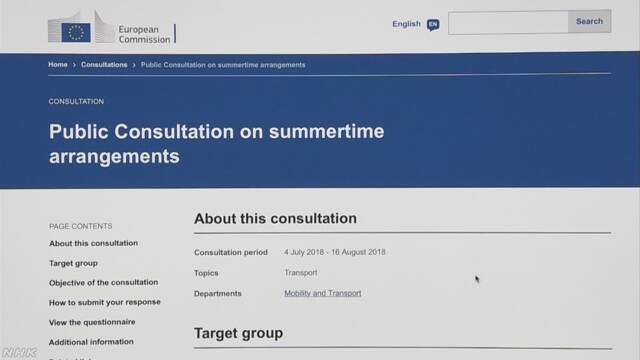 European
Commission
English EN
Search
Home > Consultations > Public Consultation on summertime arrangements
CONSULTATION
Public Consultation on summertime
arrangements
PAGE CONTENTS
About this consultation
Target group
Objective of the consultation
How to submit your response
View the questionnaire
Additional information
About this consultation
Consultation period 4 July 2018 - 16 August 2018
Topics Transport
Departments Mobility and Transport
Target group
NHK